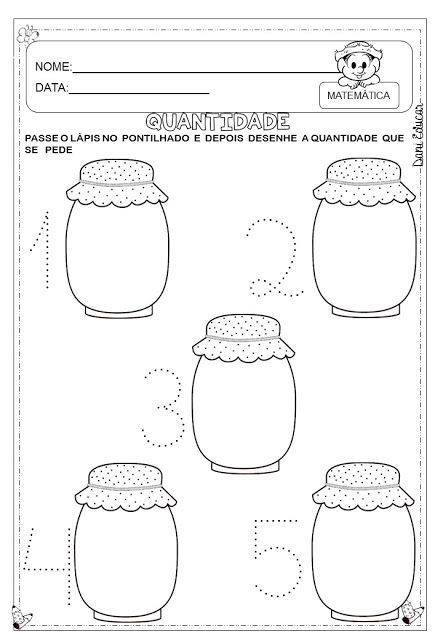 NOME:
DATA:
MATEMÁTICA
QUANTIDADE
PASSE O LÁPIS NO PONTILHADO E DEPOIS DESENHE A QUANTIDADE QUE
SE PEDE
Dani Educar
1
2
3
4
5